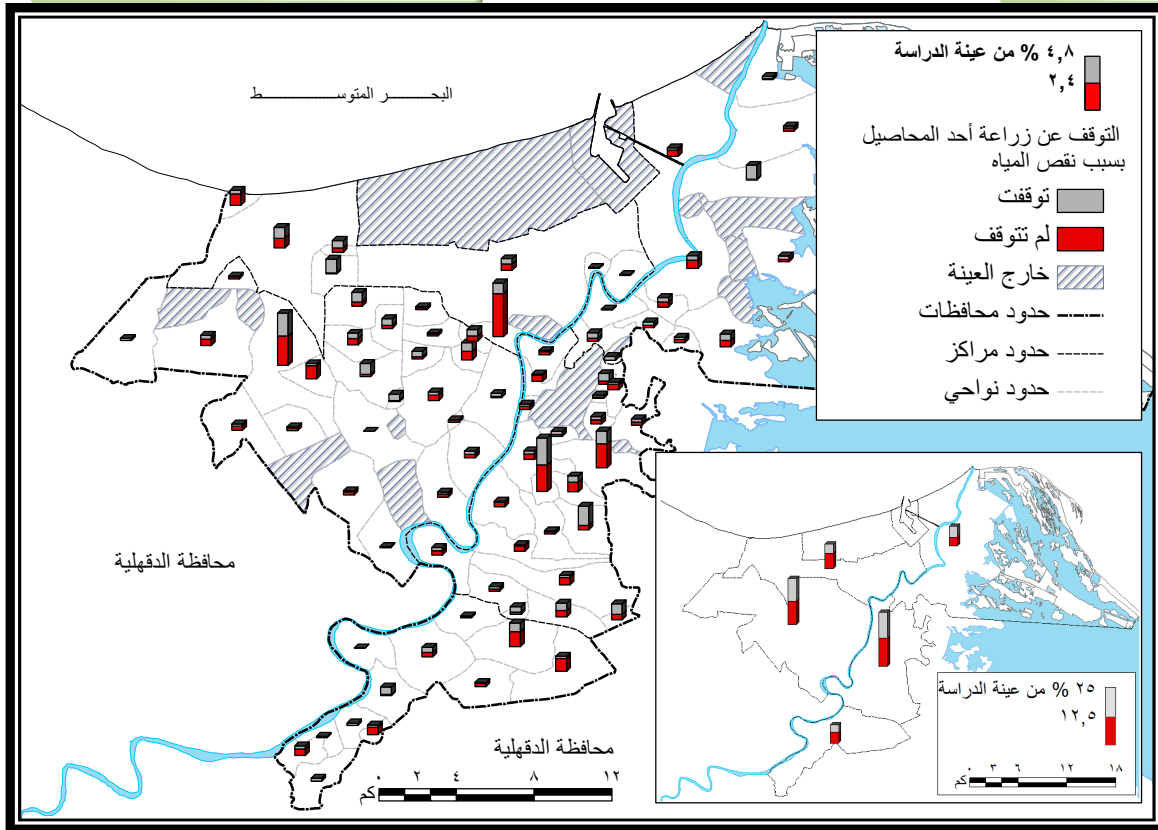 البحـــر المتوســـط
٤,٨ % من عينة الدراسة
٢,٤
التوقف عن زراعة أحد المحاصيل
بسبب نقص المياه
توقفت
لم تتوقف
خارج العينة
حدود محافظات
حدود مراكز
حدود نواحي
محافظة الدقهلية
محافظة الدقهلية
٠ ٢ ٤ ٨ ١٢
كم
٢٥ % من عينة الدراسة
١٢,٥
٠ ٣ ٦ ١٢ ١٨
كم